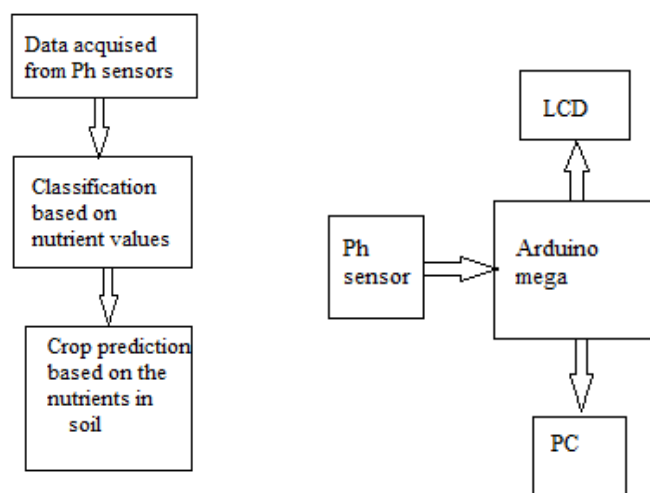 Data acquised
from Ph sensors
Classification
based on
nutrient values
Crop prediction
based on the
nutrients in
soil
LCD
Ph
sensor
Arduino
mega
PC